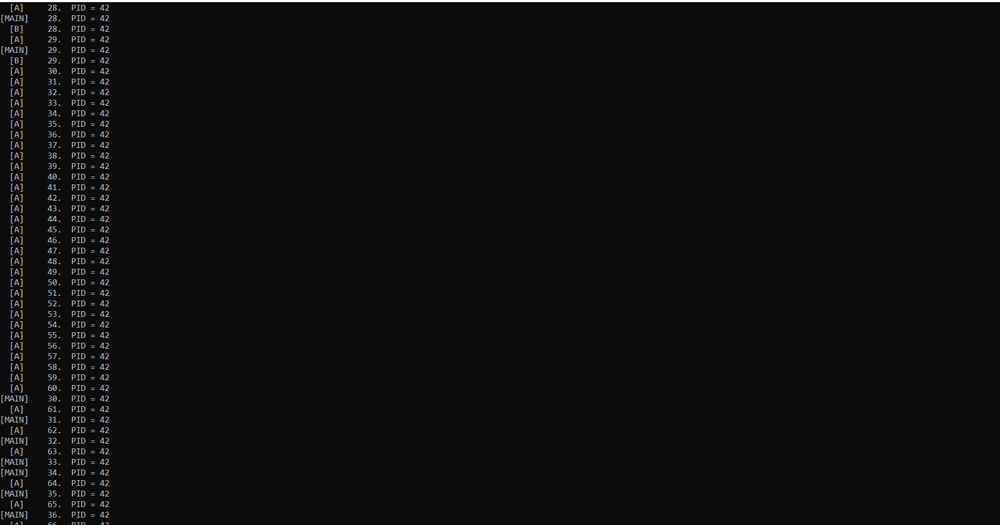 [A] 28. PID = 42
[MAIN] 28. PID = 42
[B] 28. PID = 42
[A] 29. PID = 42
[MAIN] 29. PID = 42
[B] 29. PID = 42
[A] 30. PID = 42
[A] 31. PID = 42
[A] 32. PID = 42
[A] 33. PID = 42
[A] 34. PID = 42
[A] 35. PID = 42
[A] 36. PID = 42
[A] 37. PID = 42
[A] 38. PID = 42
[A] 39. PID = 42
[A] 40. PID = 42
[A] 41. PID = 42
[A] 42. PID = 42
[A] 43. PID = 42
[A] 44. PID = 42
[A] 45. PID = 42
[A] 46. PID = 42
[A] 47. PID = 42
[A] 48. PID = 42
[A] 49. PID = 42
[A] 50. PID = 42
[A] 51. PID = 42
[A] 52. PID = 42
[A] 53. PID = 42
[A] 54. PID = 42
[A] 55. PID = 42
[A] 56. PID = 42
[A] 57. PID = 42
[A] 58. PID = 42
[A] 59. PID = 42
[A] 60. PID = 42
[MAIN] 30. PID = 42
[A] 61. PID = 42
[MAIN] 31. PID = 42
[A] 62. PID = 42
[MAIN] 32. PID = 42
[A] 63. PID = 42
[MAIN] 33. PID = 42
[MAIN] 34. PID = 42
[A] 64. PID = 42
[MAIN] 35. PID = 42
[A] 65. PID = 42
[MAIN] 36. PID = 42
[A] 66. PID = 42